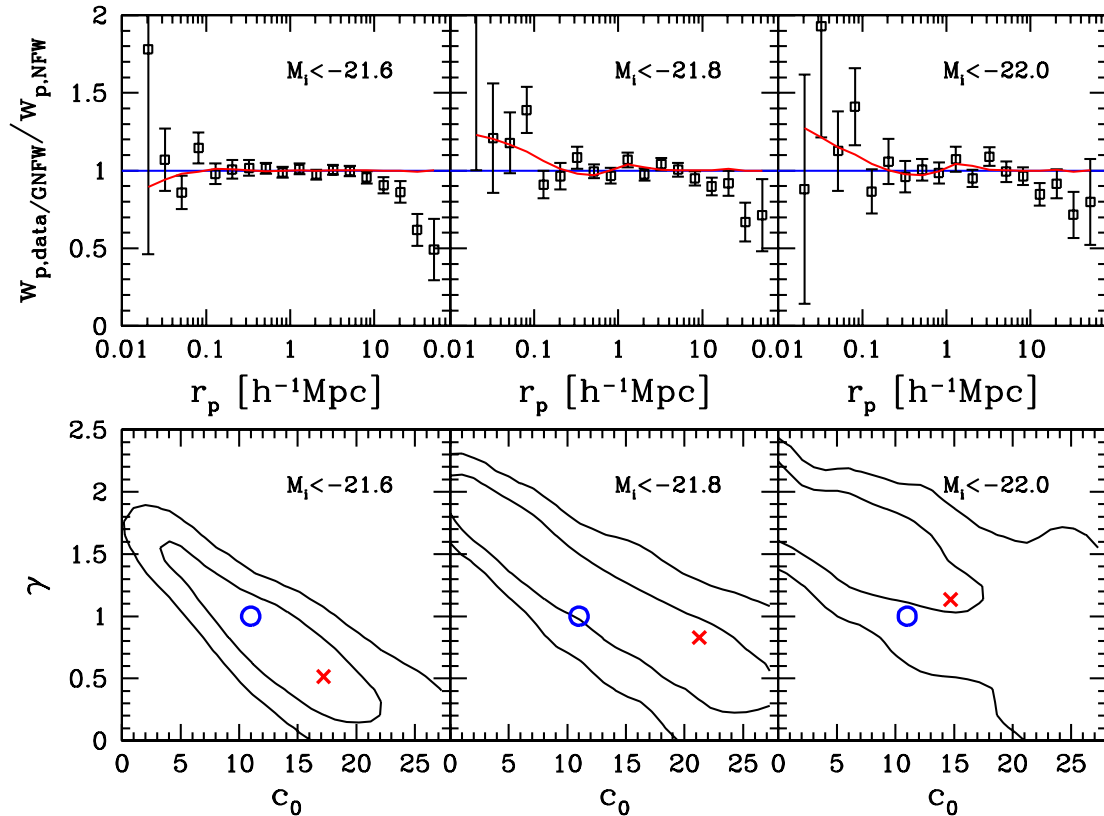 W_p,data/GNFW / W_p,NFW
2
1.5
1
0.5
0
M_i<-21.6
M_i<-21.8
M_i<-22.0
0.01 0.1 1 10 0.01 0.1 1 10 0.01 0.1 1 10
r_p [h⁻¹Mpc] r_p [h⁻¹Mpc] r_p [h⁻¹Mpc]
γ
2.5
2
1.5
1
0.5
0
M_i<-21.6
M_i<-21.8
M_i<-22.0
0 5 10 15 20 25 0 5 10 15 20 25 0 5 10 15 20 25
c_0 c_0 c_0